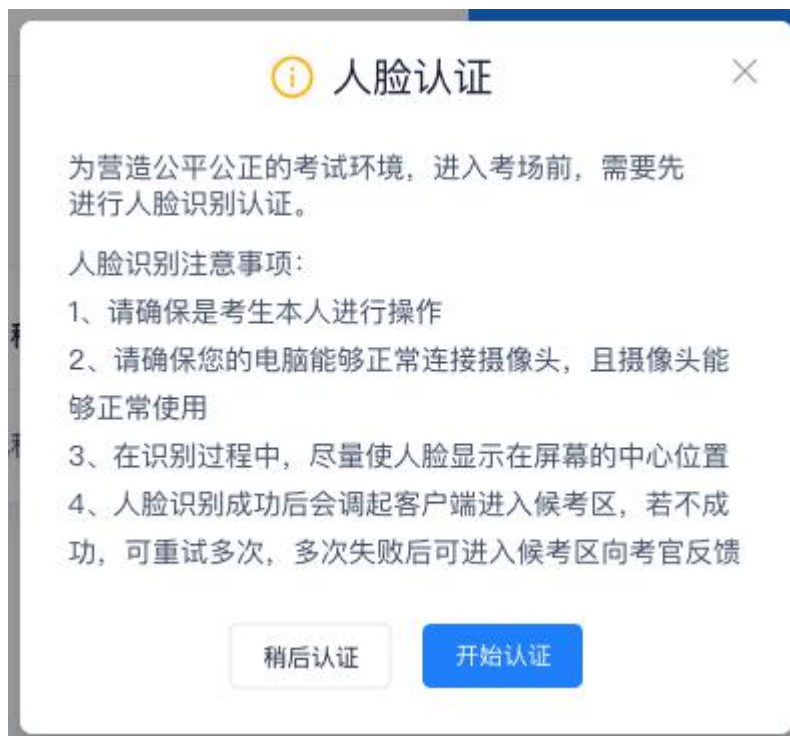 人脸认证
为营造公平公正的考试环境，进入考场前，需要先
进行人脸识别认证。
人脸识别注意事项：
1、请确保是考生本人进行操作
2、请确保您的电脑能够正常连接摄像头，且摄像头能
够正常使用
3、在识别过程中，尽量使人脸显示在屏幕的中心位置
4、人脸识别成功后会调起客户端进入候考区，若不成
功，可重试多次，多次失败后可进入候考区向考官反馈
稍后认证 开始认证